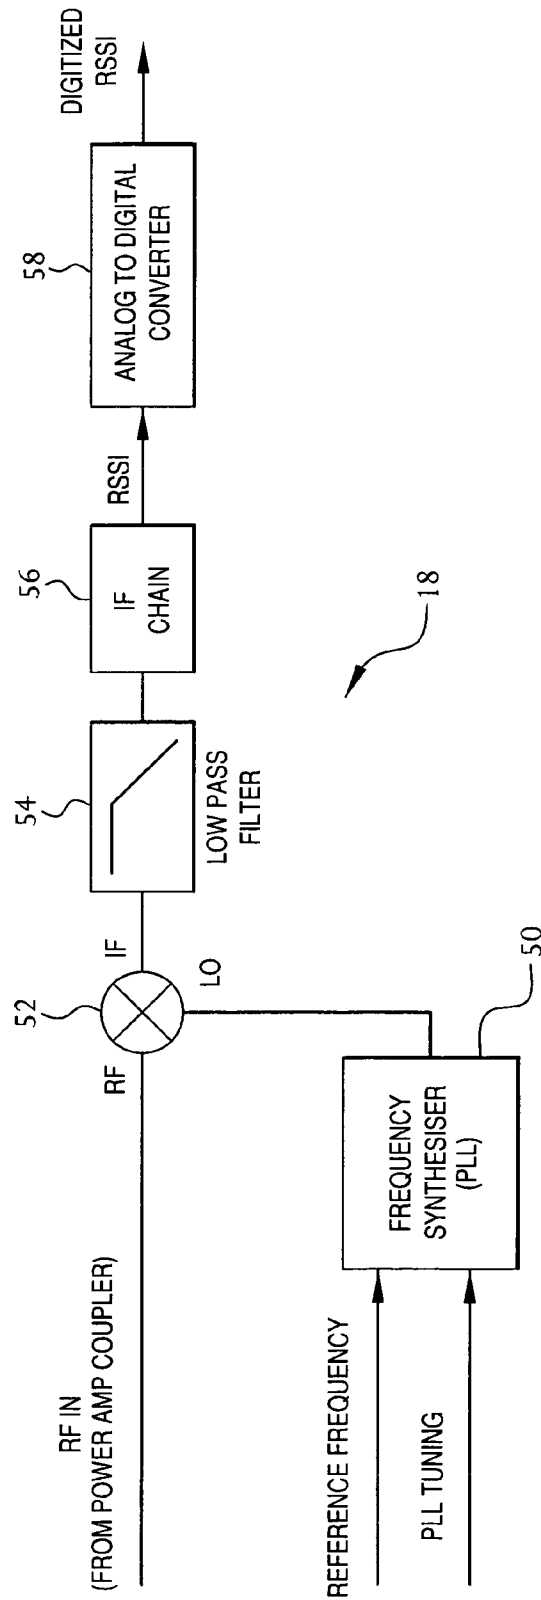 RF IN
(FROM POWER AMP COUPLER)
RF
52
IF
LO
54
LOW PASS
FILTER
56
IF
CHAIN
RSSI
58
ANALOG TO DIGITAL
CONVERTER
DIGITIZED
RSSI
18
REFERENCE FREQUENCY
PLL TUNING
FREQUENCY
SYNTHESISER
(PLL)
50